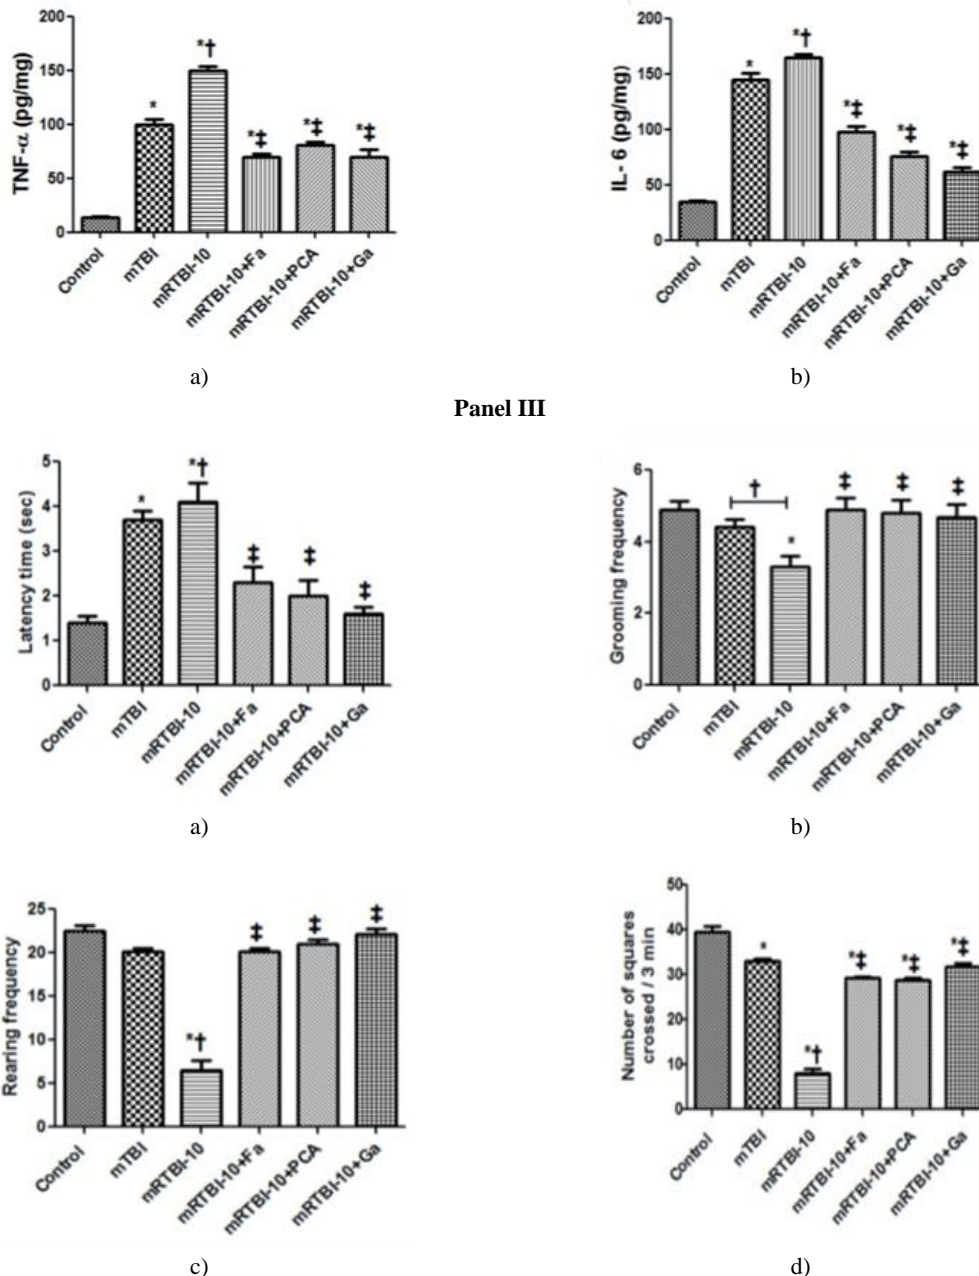 TNF-α (pg/mg)
200
150
100
50
0
*
*†
*‡
*‡
*‡
Control
mTBI
mRTBI-10
mRTBI-10+Fa
mRTBI-10+PCA
mRTBI-10+Ga
a)
IL- 6 (pg/mg)
200
150
100
50
0
*
*†
*‡
*‡
*‡
Control
mTBI
mRTBI-10
mRTBI-10+Fa
mRTBI-10+PCA
mRTBI-10+Ga
b)
Panel III
Latency time (sec)
5
4
3
2
1
0
*
*†
‡
‡
‡
Control
mTBI
mRTBI-10
mRTBI-10+Fa
mRTBI-10+PCA
mRTBI-10+Ga
a)
Grooming frequency
6
4
2
0
†
*
‡
‡
‡
Control
mTBI
mRTBI-10
mRTBI-10+Fa
mRTBI-10+PCA
mRTBI-10+Ga
b)
Rearing frequency
25
20
15
10
5
0
*†
‡
‡
‡
Control
mTBI
mRTBI-10
mRTBI-10+Fa
mRTBI-10+PCA
mRTBI-10+Ga
c)
Number of squares
crossed / 3 min
50
40
30
20
10
0
*
*†
*‡
*‡
*‡
Control
mTBI
mRTBI-10
mRTBI-10+Fa
mRTBI-10+PCA
mRTBI-10+Ga
d)